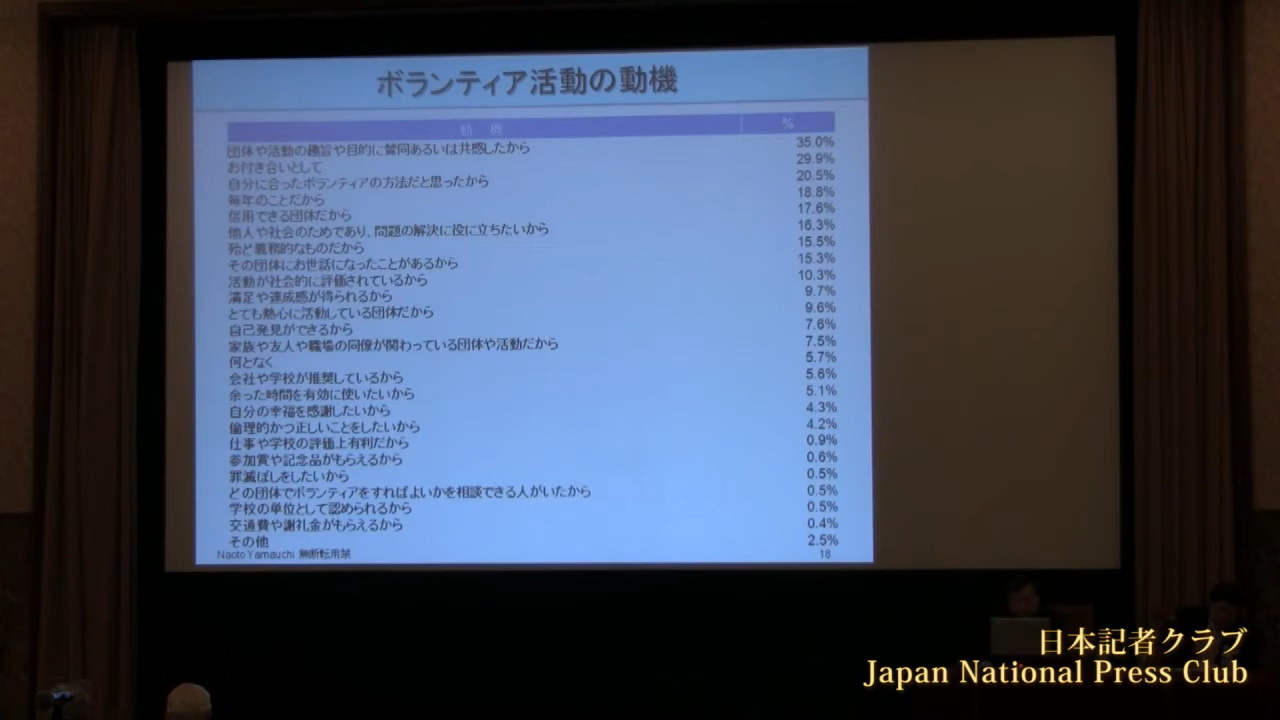 ボランティア活動の動機
動 機 %
団体や活動の趣旨や目的に賛同あるいは共感したから 35.0%
お付き合いとして 29.9%
自分に合ったボランティアの方法だと思ったから 20.5%
毎年のことだから 18.8%
信用できる団体だから 17.6%
他人や社会のためであり、問題の解決に役に立ちたいから 16.3%
殆ど義務的なものだから 15.5%
その団体にお世話になったことがあるから 15.3%
活動が社会的に評価されているから 10.3%
満足や達成感が得られるから 9.7%
とても熱心に活動している団体だから 9.6%
自己発見ができるから 7.6%
家族や友人や職場の同僚が関わっている団体や活動だから 7.5%
何となく 5.7%
会社や学校が推奨しているから 5.6%
余った時間を有効に使いたいから 5.1%
自分の幸福を感謝したいから 4.3%
倫理的かつ正しいことをしたいから 4.2%
仕事や学校の評価上有利だから 0.9%
参加賞や記念品がもらえるから 0.6%
罪滅ぼしをしたいから 0.5%
どの団体でボランティアをすればよいかを相談できる人がいたから 0.5%
学校の単位として認められるから 0.5%
交通費や謝礼金がもらえるから 0.4%
その他 2.5%
Naoto Yamauchi 無断転用禁 18
日本記者クラブ
Japan National Press Club